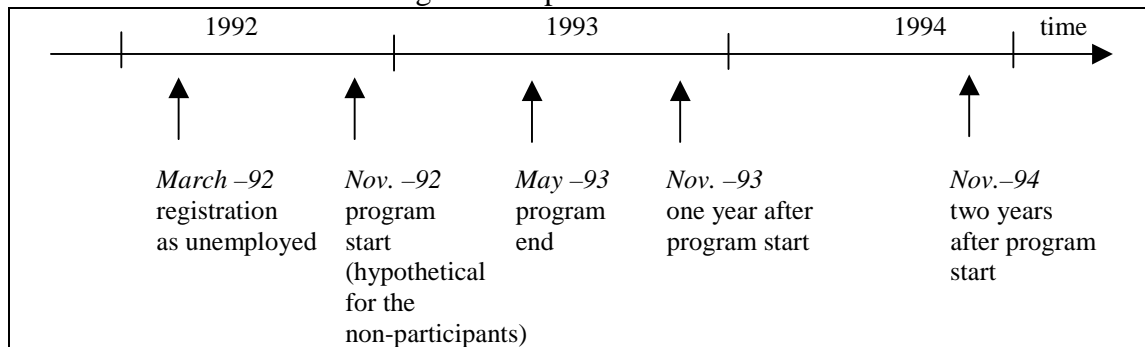 1992 1993 1994 time
March –92 Nov. –92 May –93 Nov. –93 Nov.–94
registration program program one year after two years
as unemployed start end program start after program
(hypothetical start
for the
non-participants)